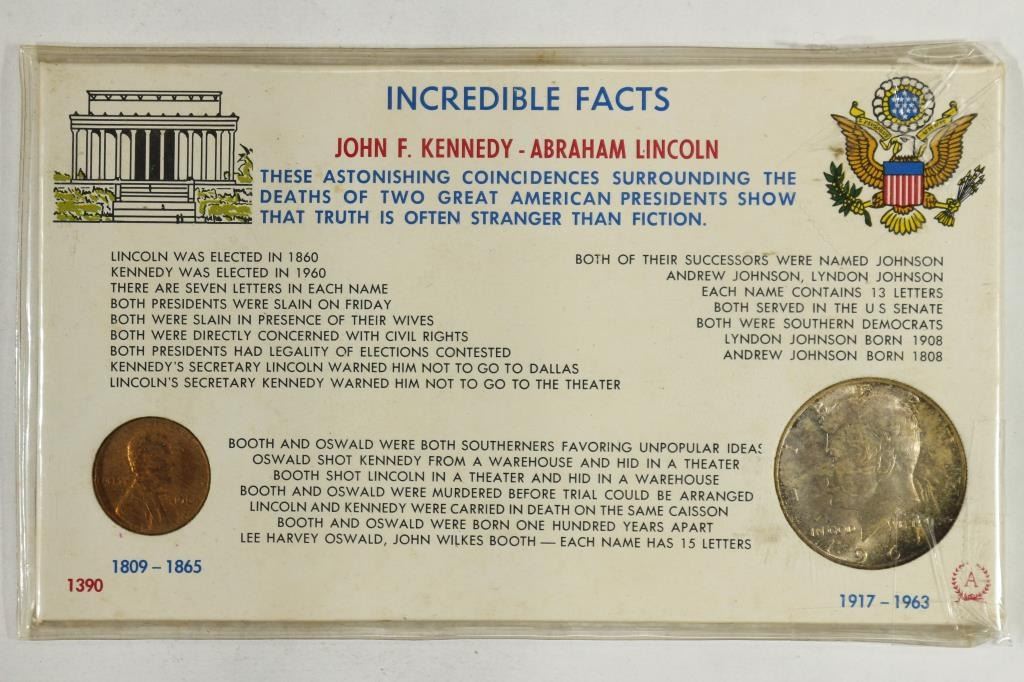 INCREDIBLE FACTS
JOHN F. KENNEDY - ABRAHAM LINCOLN
THESE ASTONISHING COINCIDENCES SURROUNDING THE
DEATHS OF TWO GREAT AMERICAN PRESIDENTS SHOW
THAT TRUTH IS OFTEN STRANGER THAN FICTION.
LINCOLN WAS ELECTED IN 1860
KENNEDY WAS ELECTED IN 1960
THERE ARE SEVEN LETTERS IN EACH NAME
BOTH PRESIDENTS WERE SLAIN ON FRIDAY
BOTH WERE SLAIN IN PRESENCE OF THEIR WIVES
BOTH WERE DIRECTLY CONCERNED WITH CIVIL RIGHTS
BOTH PRESIDENTS HAD LEGALITY OF ELECTIONS CONTESTED
KENNEDY'S SECRETARY LINCOLN WARNED HIM NOT TO GO TO DALLAS
LINCOLN'S SECRETARY KENNEDY WARNED HIM NOT TO GO TO THE THEATER
BOTH OF THEIR SUCCESSORS WERE NAMED JOHNSON
ANDREW JOHNSON, LYNDON JOHNSON
EACH NAME CONTAINS 13 LETTERS
BOTH SERVED IN THE U S SENATE
BOTH WERE SOUTHERN DEMOCRATS
LYNDON JOHNSON BORN 1908
ANDREW JOHNSON BORN 1808
BOOTH AND OSWALD WERE BOTH SOUTHERNERS FAVORING UNPOPULAR IDEAS
OSWALD SHOT KENNEDY FROM A WAREHOUSE AND HID IN A THEATER
BOOTH SHOT LINCOLN IN A THEATER AND HID IN A WAREHOUSE
BOOTH AND OSWALD WERE MURDERED BEFORE TRIAL COULD BE ARRANGED
LINCOLN AND KENNEDY WERE CARRIED IN DEATH ON THE SAME CAISSON
BOOTH AND OSWALD WERE BORN ONE HUNDRED YEARS APART
LEE HARVEY OSWALD, JOHN WILKES BOOTH — EACH NAME HAS 15 LETTERS
1809 - 1865
1390
1917 - 1963
A